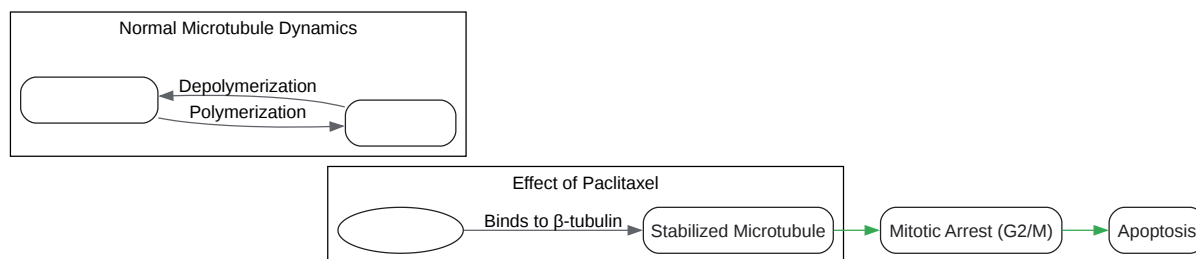 Normal Microtubule Dynamics
Depolymerization
Polymerization
Effect of Paclitaxel
Binds to β-tubulin
Stabilized Microtubule
Mitotic Arrest (G2/M)
Apoptosis